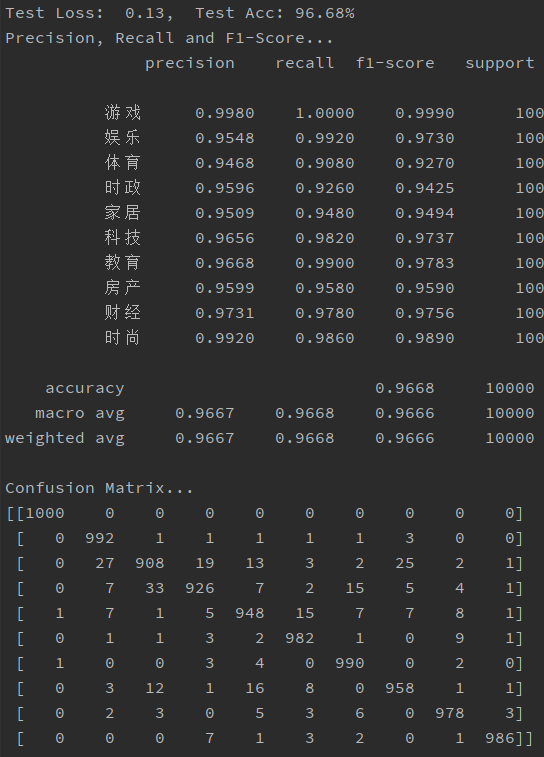 Test Loss:  0.13,  Test Acc: 96.68%
Precision, Recall and F1-Score...
precision    recall  f1-score   support
游戏     0.9980    1.0000    0.9990      100
娱乐     0.9548    0.9920    0.9730      100
体育     0.9468    0.9080    0.9270      100
时政     0.9596    0.9260    0.9425      100
家居     0.9509    0.9480    0.9494      100
科技     0.9656    0.9820    0.9737      100
教育     0.9668    0.9900    0.9783      100
房产     0.9599    0.9580    0.9590      100
财经     0.9731    0.9780    0.9756      100
时尚     0.9920    0.9860    0.9890      100
accuracy                         0.9668     10000
macro avg     0.9667    0.9668    0.9666     10000
weighted avg     0.9667    0.9668    0.9666     10000
Confusion Matrix...
[[1000    0    0    0    0    0    0    0    0    0]
[   0  992    1    1    1    1    1    3    0    0]
[   0   27  908   19   13    3    2   25    2    1]
[   0    7   33  926    7    2   15    5    4    1]
[   1    7    1    5  948   15    7    7    8    1]
[   0    1    1    3    2  982    1    0    9    1]
[   1    0    0    3    4    0  990    0    2    0]
[   0    3   12    1   16    8    0  958    1    1]
[   0    2    3    0    5    3    6    0  978    3]
[   0    0    0    7    1    3    2    0    1  986]]